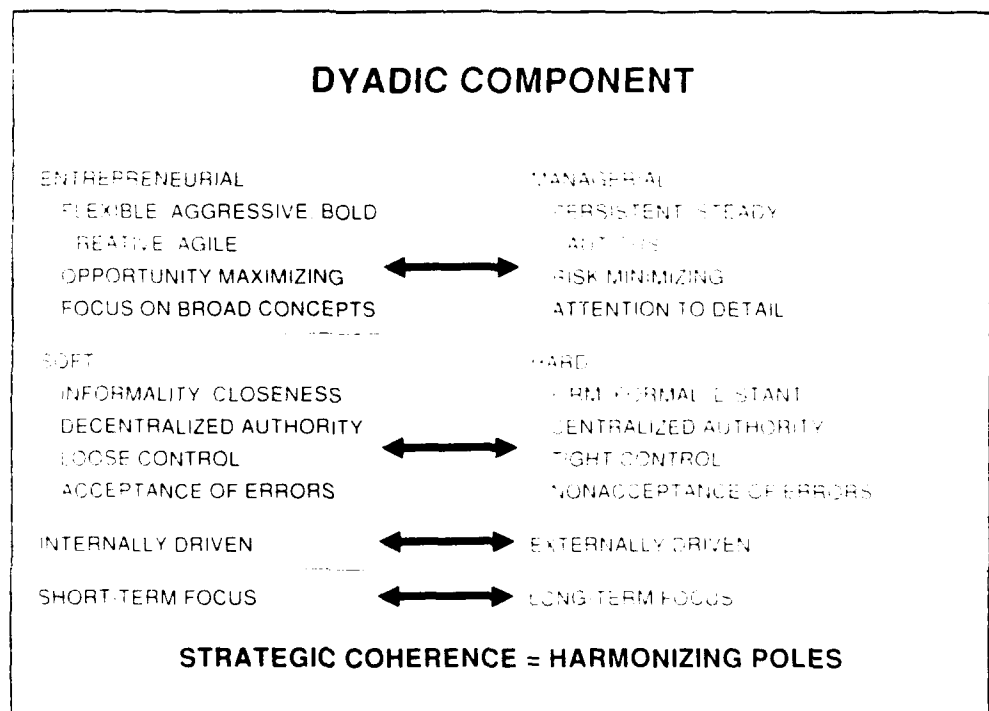 DYADIC COMPONENT
ENTREPRENEURIAL
FLEXIBLE AGGRESSIVE BOLD
CREATIVE AGILE
OPPORTUNITY MAXIMIZING
FOCUS ON BROAD CONCEPTS
MANAGERIAL
PERSISTENT STEADY
RISK MINIMIZING
ATTENTION TO DETAIL
SOFT
INFORMALITY CLOSENESS
DECENTRALIZED AUTHORITY
LOOSE CONTROL
ACCEPTANCE OF ERRORS
HARD
FIRM FORMAL DISTANT
CENTRALIZED AUTHORITY
TIGHT CONTROL
NONACCEPTANCE OF ERRORS
INTERNALLY DRIVEN
EXTERNALLY DRIVEN
SHORT-TERM FOCUS
LONG-TERM FOCUS
STRATEGIC COHERENCE = HARMONIZING POLES